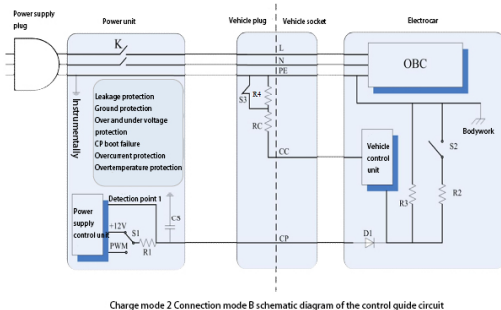 Power supply
plug
Power unit
Vehicle plug
Vehicle socket
Electrocar
K
L
N
PE
OBC
Instrumentally
Leakage protection
Ground protection
Over and under voltage
protection
CP boot failure
Overcurrent protection
Overtemperature protection
S3
R4
RC
CC
Bodywork
Vehicle
control
unit
S2
R3
R2
Detection point 1
Power
supply
control unit
+12V
S1
PWM
R1
C5
CP
D1
Charge mode 2 Connection mode B schematic diagram of the control guide circuit